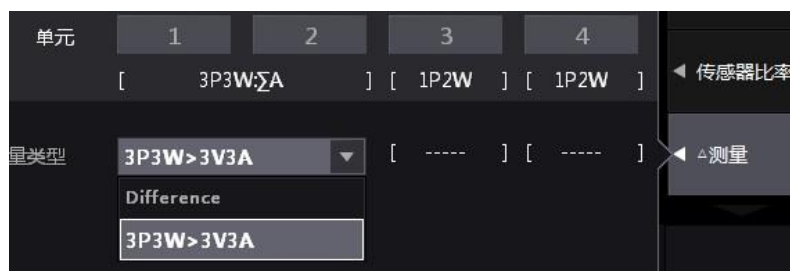 单元 1 2 3 4
[ 3P3W:∑A ] [ 1P2W ] [ 1P2W ]
传感器比率
量类型 3P3W>3V3A [ ----- ] [ ----- ]
△测量
Difference
3P3W>3V3A